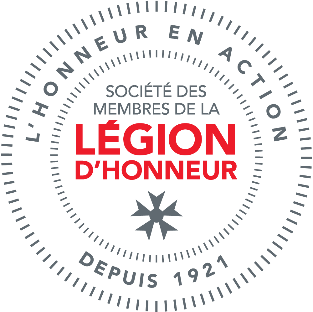 L'HONNEUR EN ACTION
SOCIÉTÉ DES
MEMBRES DE LA
LÉGION
D'HONNEUR
DEPUIS 1921